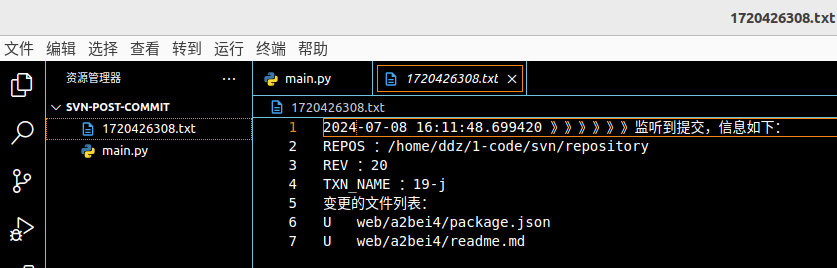 1720426308.txt
文件 编辑 选择 查看 转到 运行 终端 帮助
资源管理器 ···
main.py
1720426308.txt ×
SVN-POST-COMMIT
1720426308.txt
main.py
1720426308.txt
1 2024-07-08 16:11:48.699420 》》》》》》监听到提交，信息如下：
2 REPOS ：/home/ddz/1-code/svn/repository
3 REV ：20
4 TXN_NAME ：19-j
5 变更的文件列表：
6 U   web/a2bei4/package.json
7 U   web/a2bei4/readme.md